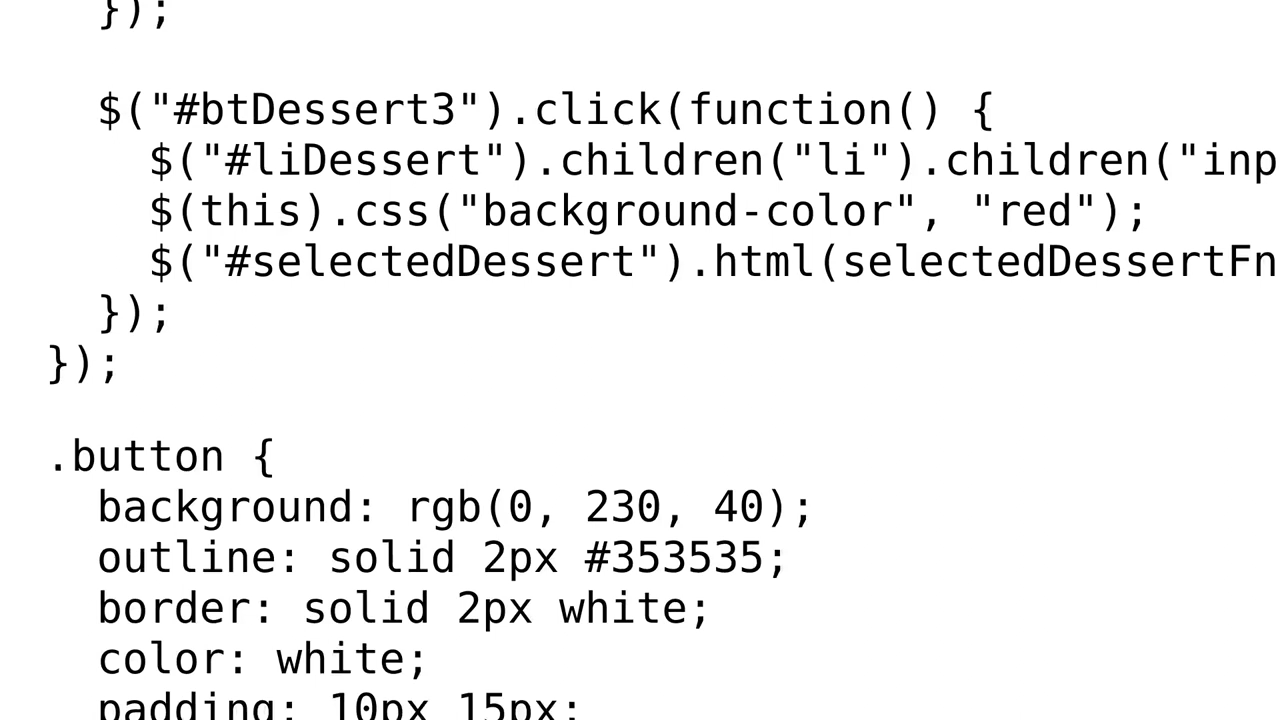 });
$("#btDessert3").click(function() {
$("#liDessert").children("li").children("inp
$(this).css("background-color", "red");
$("#selectedDessert").html(selectedDessertFn
});
});
.button {
background: rgb(0, 230, 40);
outline: solid 2px #353535;
border: solid 2px white;
color: white;
padding: 10px 15px;